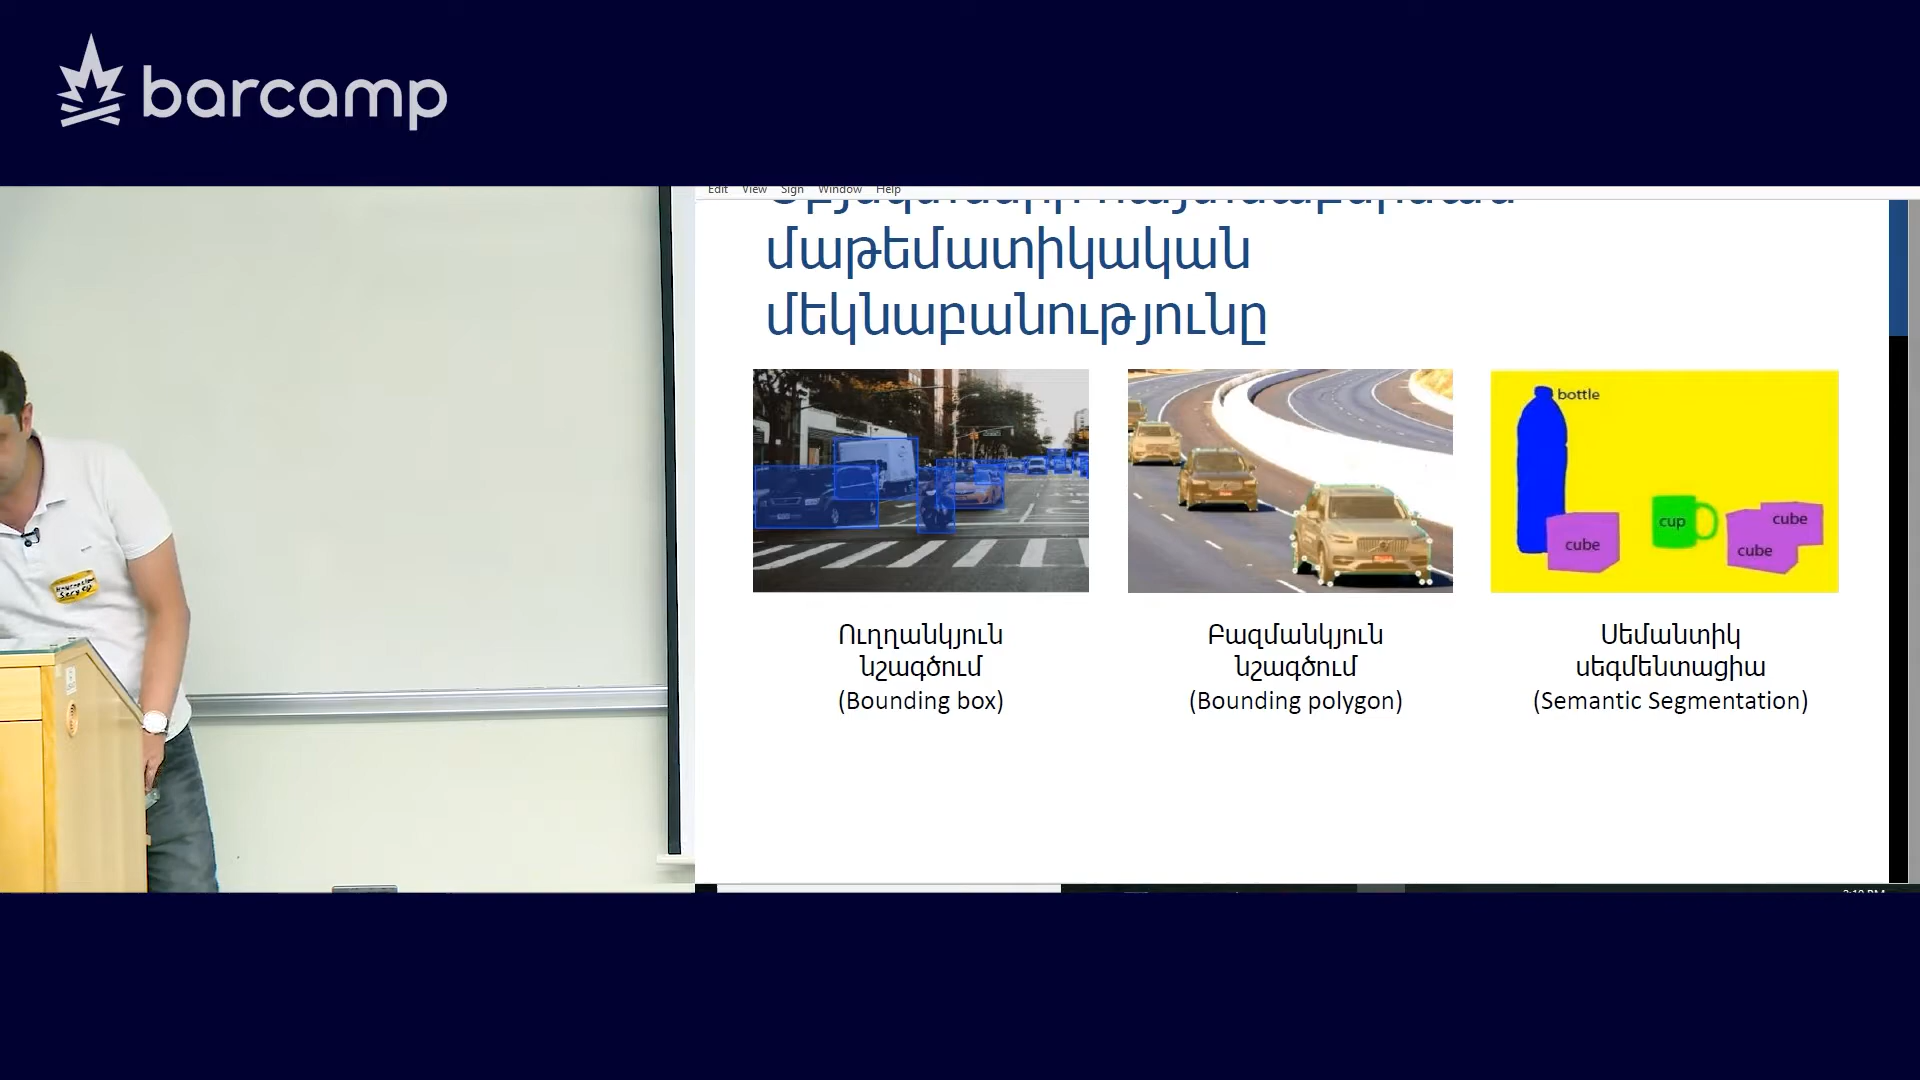 barcamp
Edit View Sign Window Help
մաթեմատիկական
մեկնաբանությունը
bottle
cube
cup
cube
cube
Ուղղանկյուն
նշագծում
(Bounding box)
Բազմանկյուն
նշագծում
(Bounding polygon)
Սեմանտիկ
սեգմենտացիա
(Semantic Segmentation)